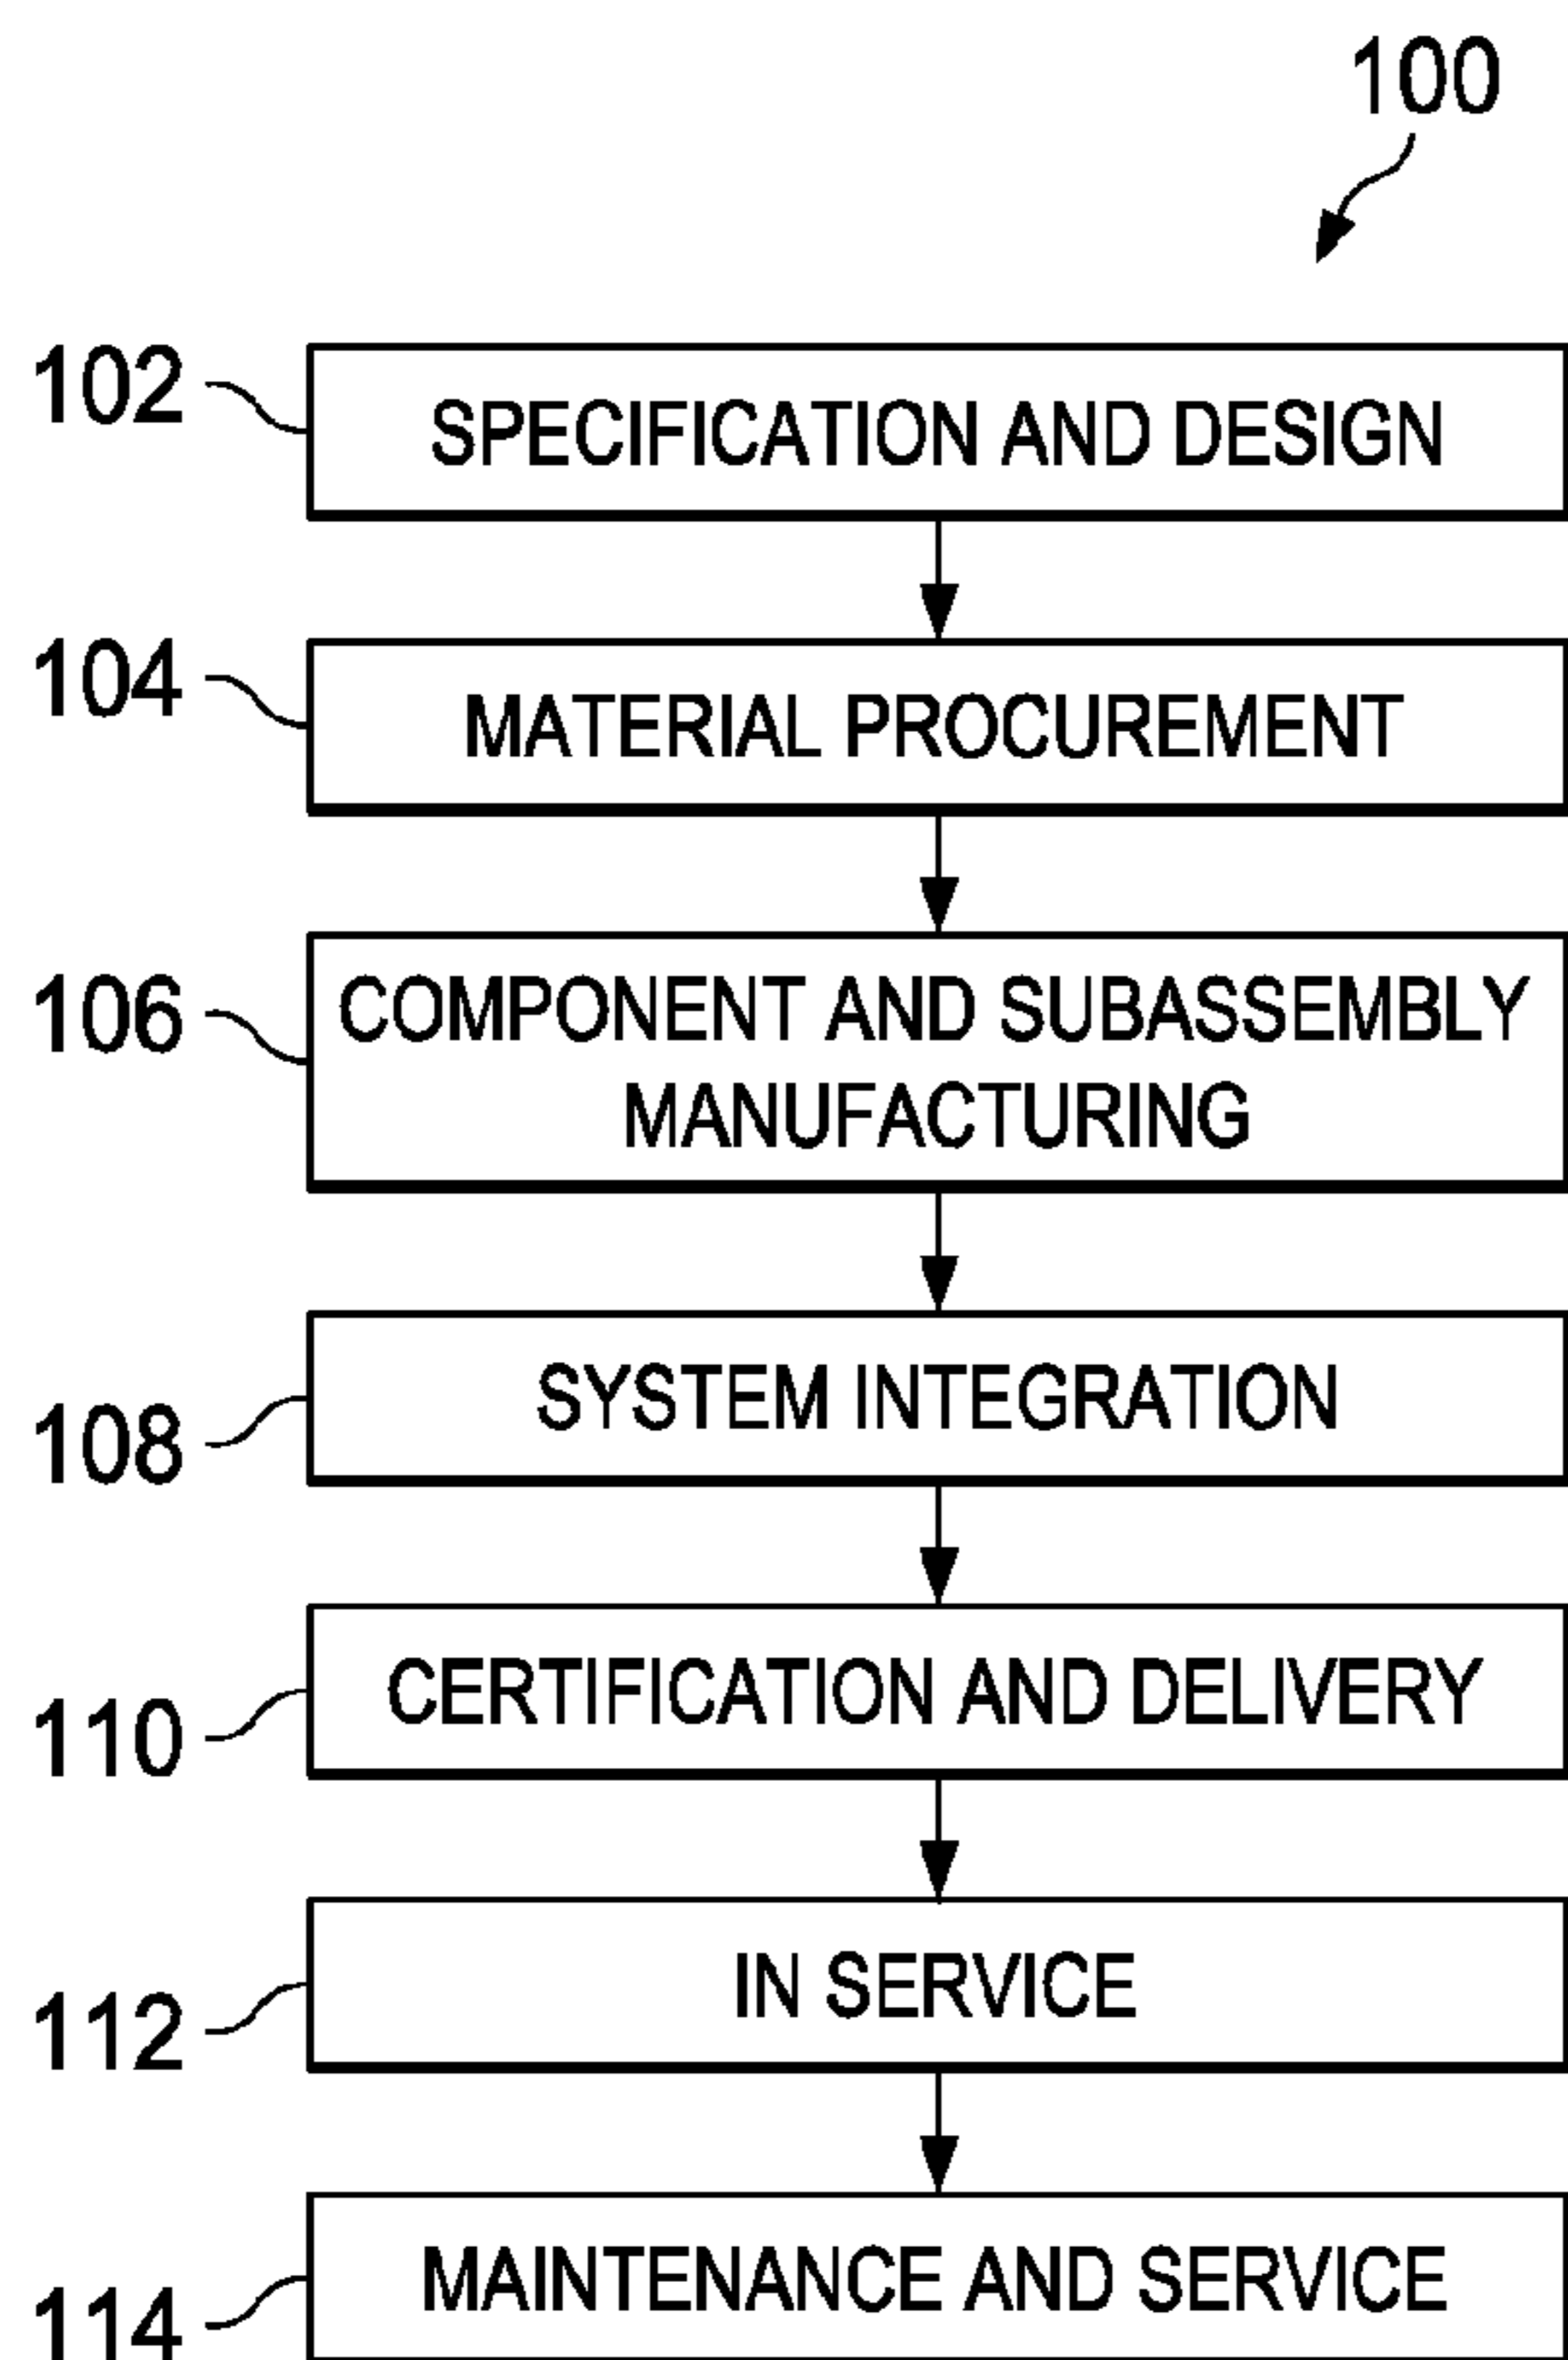 100
102
SPECIFICATION AND DESIGN
104
MATERIAL PROCUREMENT
106
COMPONENT AND SUBASSEMBLY
MANUFACTURING
108
SYSTEM INTEGRATION
110
CERTIFICATION AND DELIVERY
112
IN SERVICE
114
MAINTENANCE AND SERVICE